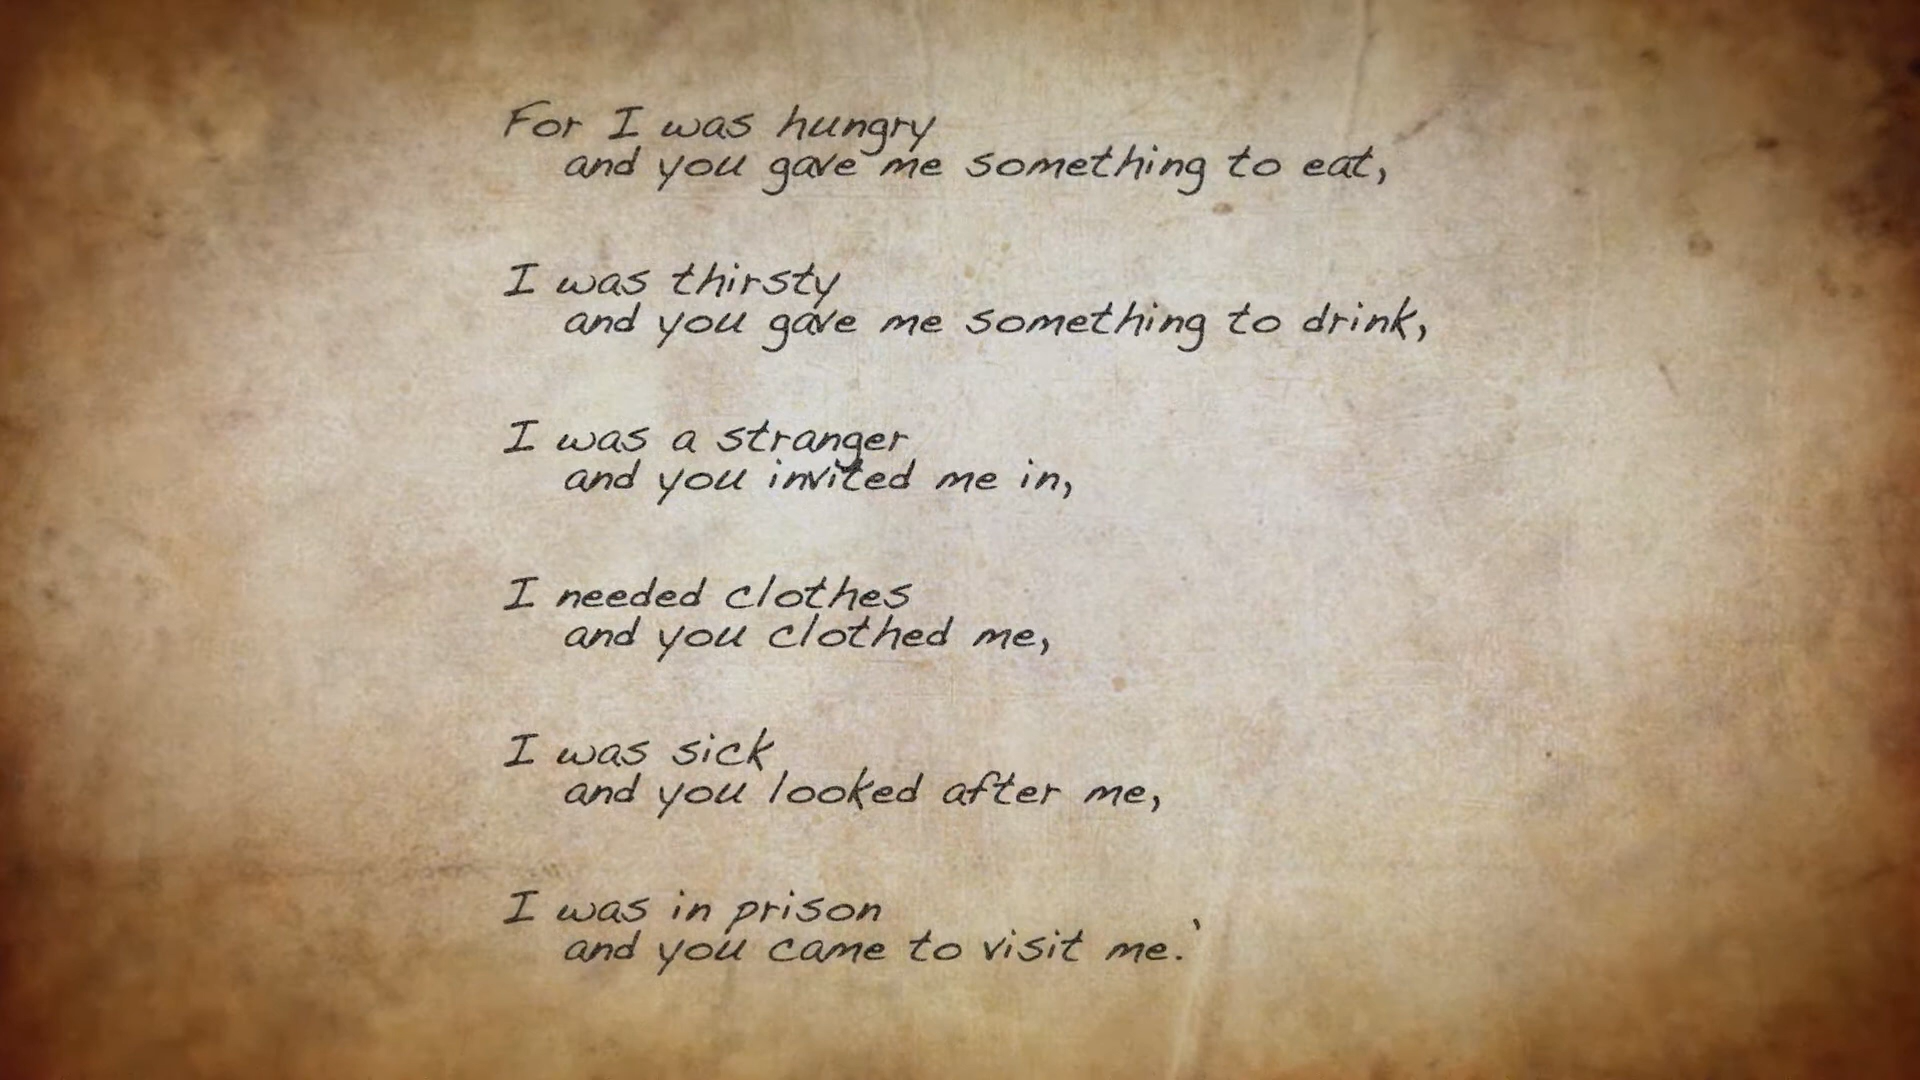 For I was hungry
and you gave me something to eat,
I was thirsty
and you gave me something to drink,
I was a stranger
and you invited me in,
I needed clothes
and you clothed me,
I was sick
and you looked after me,
I was in prison
and you came to visit me.'